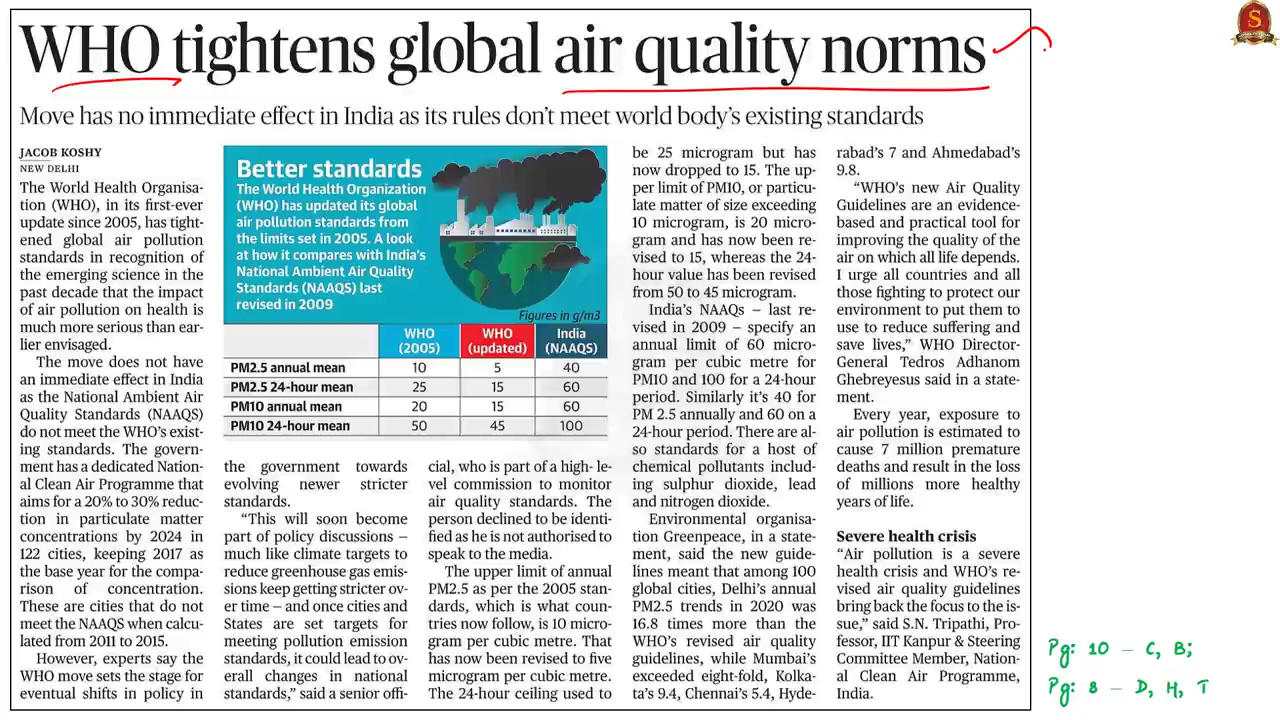 WHO tightens global air quality norms
Move has no immediate effect in India as its rules don't meet world body's existing standards
JACOB KOSHY
NEW DELHI
The World Health Organisa-
tion (WHO), in its first-ever
update since 2005, has tight-
ened global air pollution
standards in recognition of
the emerging science in the
past decade that the impact
of air pollution on health is
much more serious than ear-
lier envisaged.
The move does not have
an immediate effect in India
as the National Ambient Air
Quality Standards (NAAQS)
do not meet the WHO's exist-
ing standards. The govern-
ment has a dedicated Nation-
al Clean Air Programme that
aims for a 20% to 30% reduc-
tion in particulate matter
concentrations by 2024 in
122 cities, keeping 2017 as
the base year for the compa-
rison of concentration.
These are cities that do not
meet the NAAQS when calcu-
lated from 2011 to 2015.
However, experts say the
WHO move sets the stage for
eventual shifts in policy in
Better standards
The World Health Organization
(WHO) has updated its global
air pollution standards from
the limits set in 2005. A look
at how it compares with India's
National Ambient Air Quality
Standards (NAAQS) last
revised in 2009
Figures in g/m3
WHO (2005) WHO (updated) India (NAAQS)
PM2.5 annual mean 10 5 40
PM2.5 24-hour mean 25 15 60
PM10 annual mean 20 15 60
PM10 24-hour mean 50 45 100
the government towards
evolving newer stricter
standards.
"This will soon become
part of policy discussions –
much like climate targets to
reduce greenhouse gas emis-
sions keep getting stricter ov-
er time – and once cities and
States are set targets for
meeting pollution emission
standards, it could lead to ov-
erall changes in national
standards," said a senior offi-
cial, who is part of a high- le-
vel commission to monitor
air quality standards. The
person declined to be identi-
fied as he is not authorised to
speak to the media.
The upper limit of annual
PM2.5 as per the 2005 stan-
dards, which is what coun-
tries now follow, is 10 micro-
gram per cubic metre. That
has now been revised to five
microgram per cubic metre.
The 24-hour ceiling used to
be 25 microgram but has
now dropped to 15. The up-
per limit of PM10, or particu-
late matter of size exceeding
10 microgram, is 20 micro-
gram and has now been re-
vised to 15, whereas the 24-
hour value has been revised
from 50 to 45 microgram.
India's NAAQs – last re-
vised in 2009 – specify an
annual limit of 60 micro-
gram per cubic metre for
PM10 and 100 for a 24-hour
period. Similarly it's 40 for
PM 2.5 annually and 60 on a
24-hour period. There are al-
so standards for a host of
chemical pollutants includ-
ing sulphur dioxide, lead
and nitrogen dioxide.
Environmental organisa-
tion Greenpeace, in a state-
ment, said the new guide-
lines meant that among 100
global cities, Delhi's annual
PM2.5 trends in 2020 was
16.8 times more than the
WHO's revised air quality
guidelines, while Mumbai's
exceeded eight-fold, Kolka-
ta's 9.4, Chennai's 5.4, Hyde-
rabad's 7 and Ahmedabad's
9.8.
"WHO's new Air Quality
Guidelines are an evidence-
based and practical tool for
improving the quality of the
air on which all life depends.
I urge all countries and all
those fighting to protect our
environment to put them to
use to reduce suffering and
save lives," WHO Director-
General Tedros Adhanom
Ghebreyesus said in a state-
ment.
Every year, exposure to
air pollution is estimated to
cause 7 million premature
deaths and result in the loss
of millions more healthy
years of life.
Severe health crisis
"Air pollution is a severe
health crisis and WHO's re-
vised air quality guidelines
bring back the focus to the is-
sue," said S.N. Tripathi, Pro-
fessor, IIT Kanpur & Steering
Committee Member, Nation-
al Clean Air Programme,
India.
Pg: 10 – C, B;
Pg: 8 – D, H, T